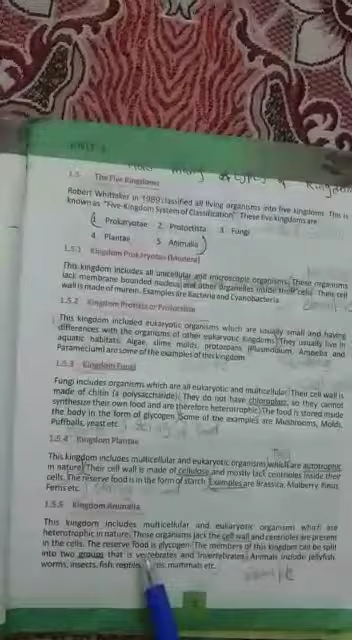 UNIT 1
How many types of Kingdom
1.5 The Five Kingdoms
Robert Whittaker in 1989 classified all living organisms into five kingdoms. This is
known as "Five-Kingdom System of Classification". These five kingdoms are
1 Prokaryotae 2. Protoctista 3 Fungi
4 Plantae 5 Animalia
1.5.1 Kingdom Prokaryotae (Monera)
This kingdom includes all unicellular and microscopic organisms. These organisms
lack membrane bounded nucleus and other organelles inside their cells. Their cell
wall is made of murein. Examples are Bacteria and Cyanobacteria.
1.5.2 Kingdom Protista or Protoctista
This kingdom included eukaryotic organisms which are usually small and having
differences with the organisms of other eukaryotic kingdoms. They usually live in
aquatic habitats. Algae, slime molds, protozoans, (Plasmodium, Amoeba and
Paramecium) are some of the examples of this kingdom
1.5.3 Kingdom Fungi
Fungi includes organisms which are all eukaryotic and multicellular. Their cell wall is
made of chitin (a polysaccharide). They do not have chloroplast, so they cannot
synthesize their own food and are therefore heterotrophic. The food is stored inside
the body in the form of glycogen. Some of the examples are Mushrooms, Molds,
Puffballs, yeast etc.
1.5.4 Kingdom Plantae
This kingdom includes multicellular and eukaryotic organisms which are autotrophic
in nature. Their cell wall is made of cellulose and mostly lack centrioles inside their
cells. The reserve food is in the form of starch. Examples are Brassica, Mulberry, Pinus,
Ferns etc.
1.5.5 Kingdom Animalia
This kingdom includes multicellular and eukaryotic organisms which are
heterotrophic in nature. These organisms lack the cell wall and centrioles are present
in the cells. The reserve food is glycogen. The members of this kingdom can be split
into two groups that is vertebrates and invertebrates. Animals include jellyfish,
worms, insects, fish, reptiles, mammals etc.